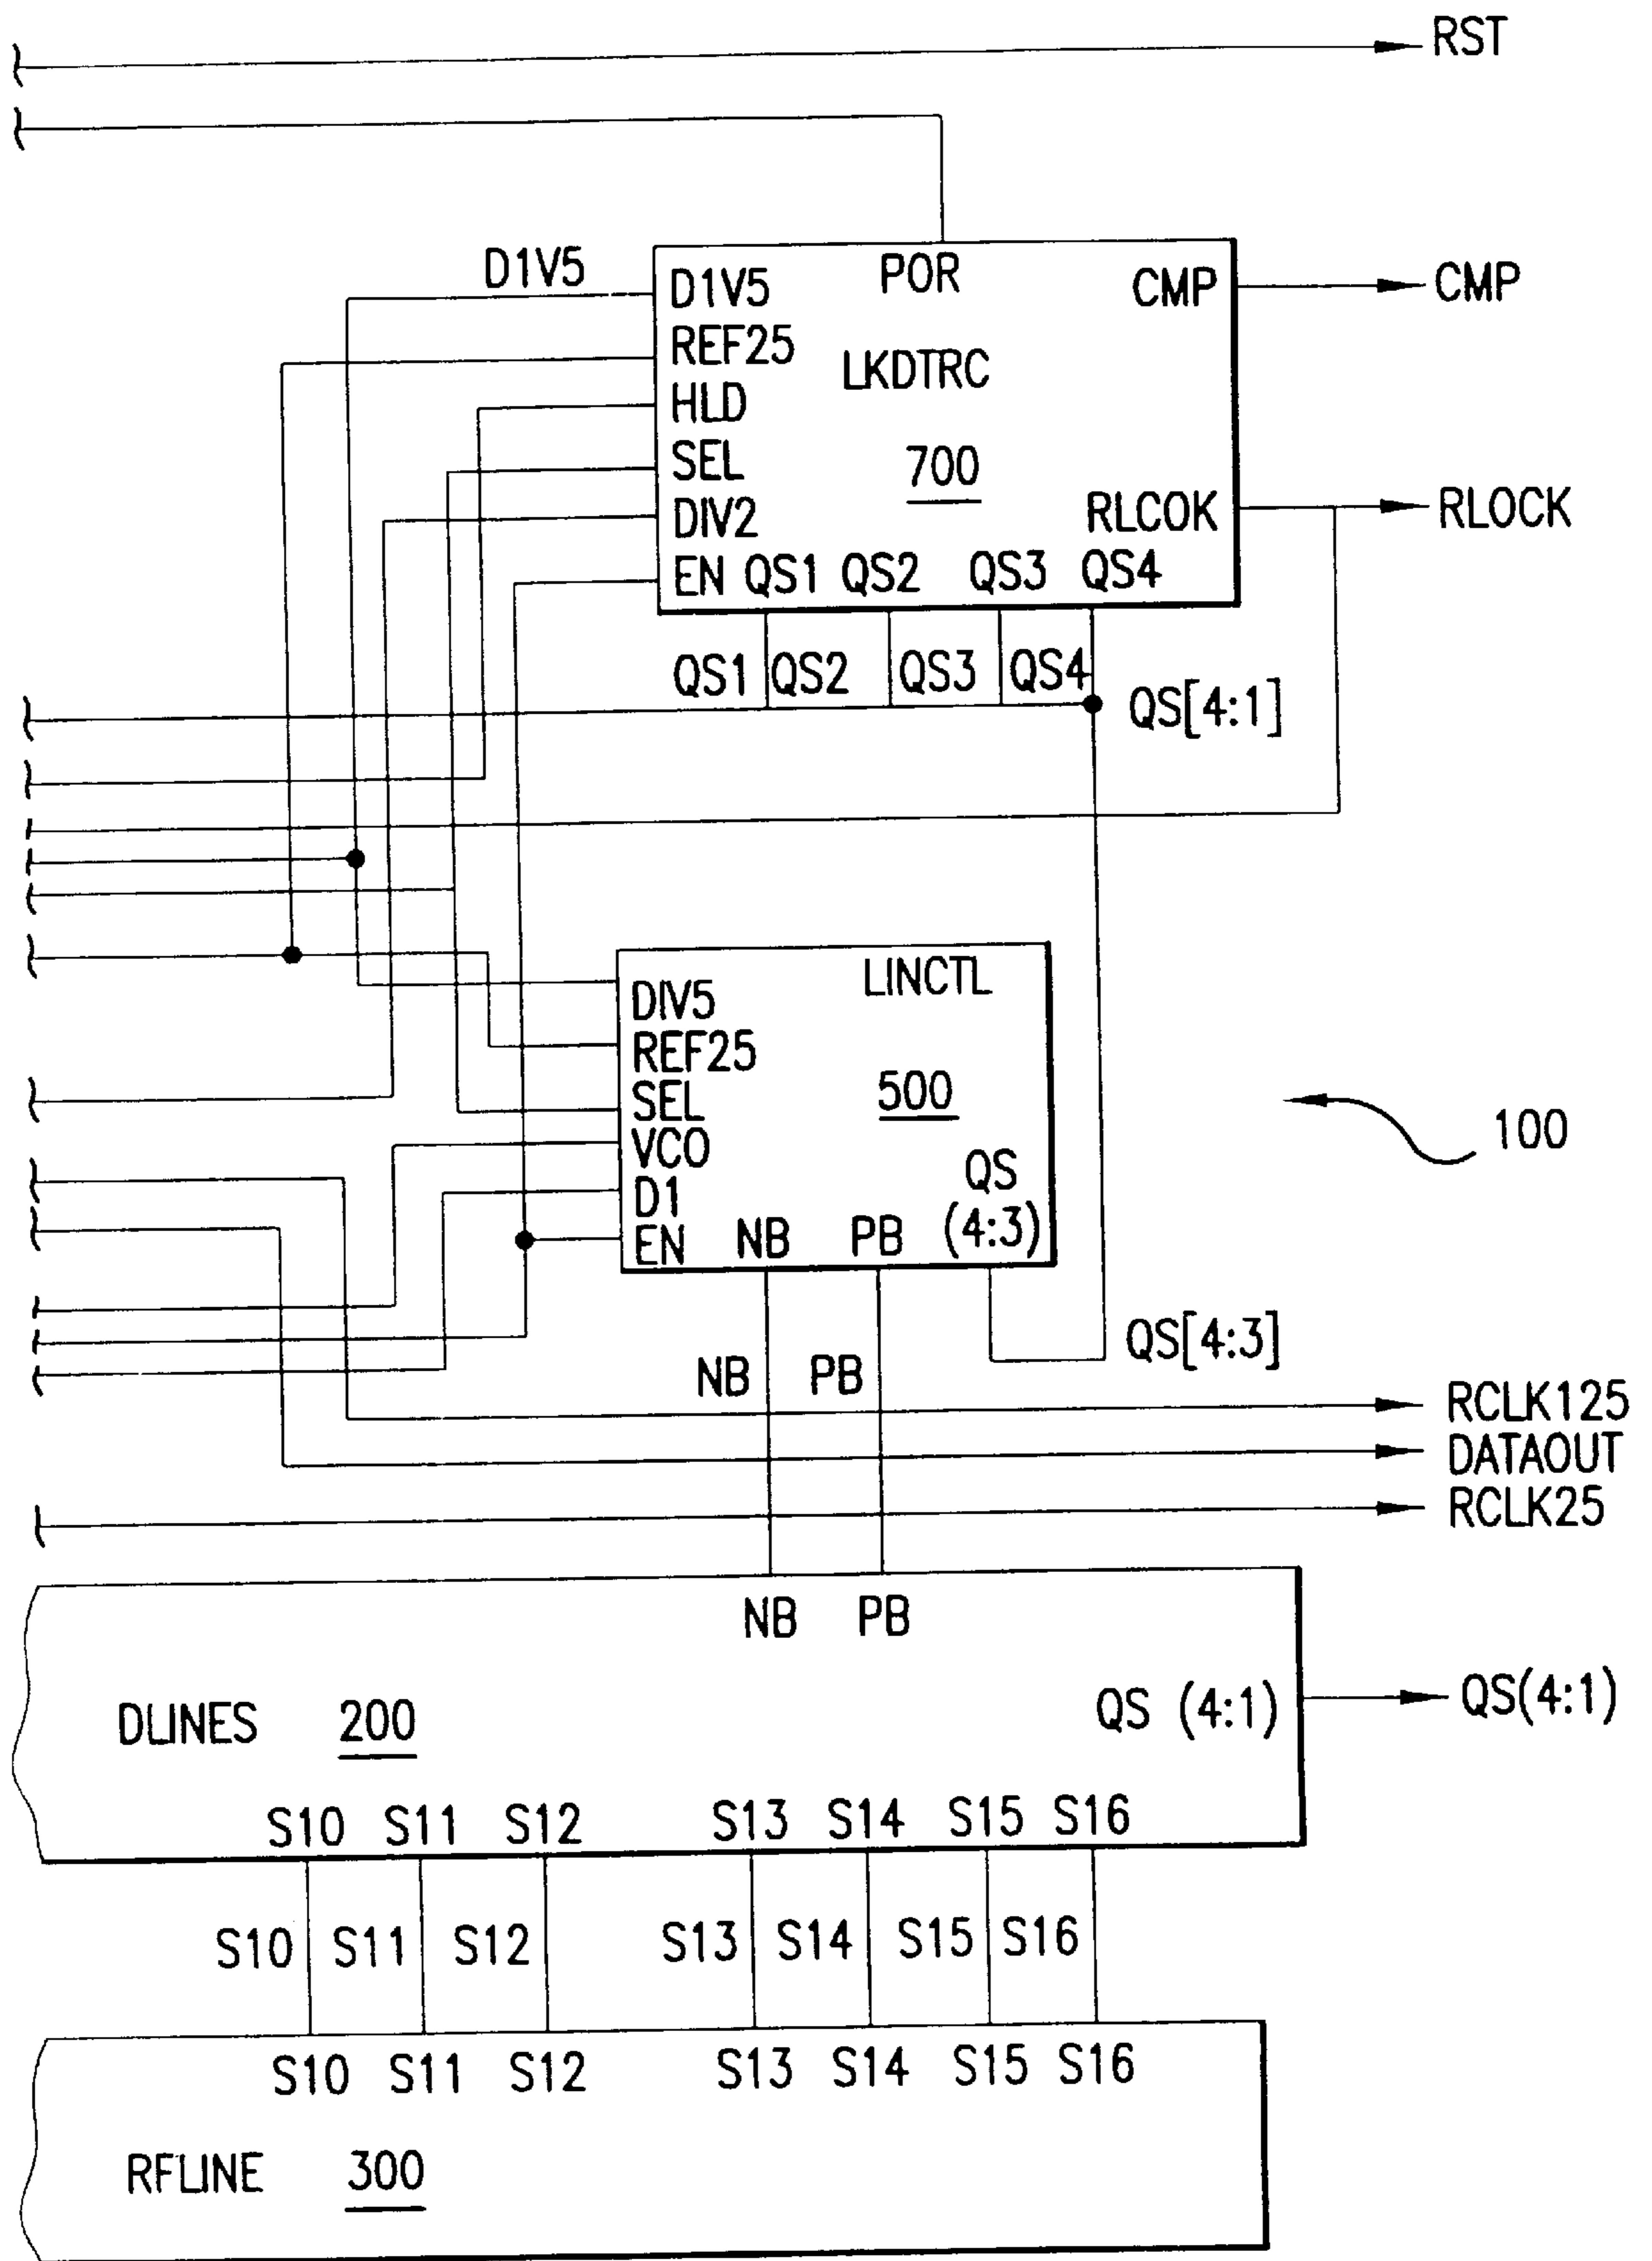 RST
D1V5
D1V5
POR
CMP
CMP
REF25
LKDTRC
HLD
SEL
700
DIV2
RLCOK
RLOCK
EN QS1 QS2 QS3 QS4
QS1 QS2 QS3 QS4
QS[4:1]
LINCTL
DIV5
REF25
500
SEL
VCO
100
QS
D1
(4:3)
EN NB PB
QS[4:3]
NB PB
RCLK125
DATAOUT
RCLK25
NB PB
DLINES 200
QS (4:1)
QS(4:1)
S10 S11 S12 S13 S14 S15 S16
S10 S11 S12 S13 S14 S15 S16
S10 S11 S12 S13 S14 S15 S16
RFLINE 300